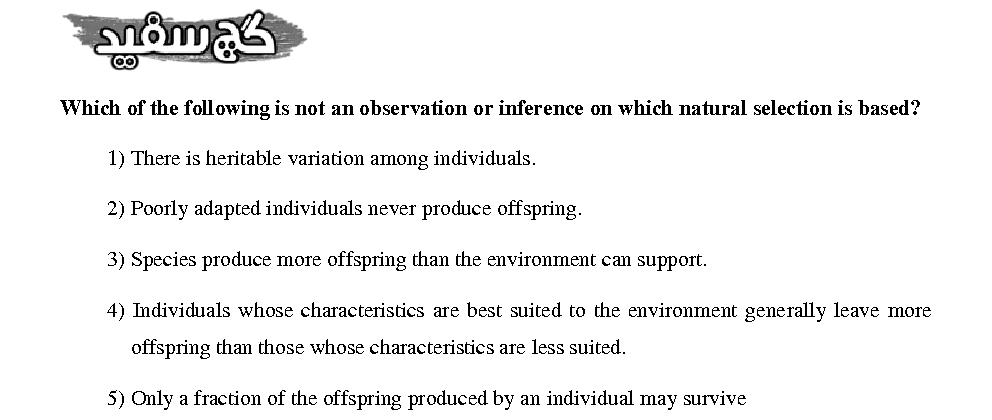 گچ سفید
Which of the following is not an observation or inference on which natural selection is based?
1) There is heritable variation among individuals.
2) Poorly adapted individuals never produce offspring.
3) Species produce more offspring than the environment can support.
4) Individuals whose characteristics are best suited to the environment generally leave more
offspring than those whose characteristics are less suited.
5) Only a fraction of the offspring produced by an individual may survive